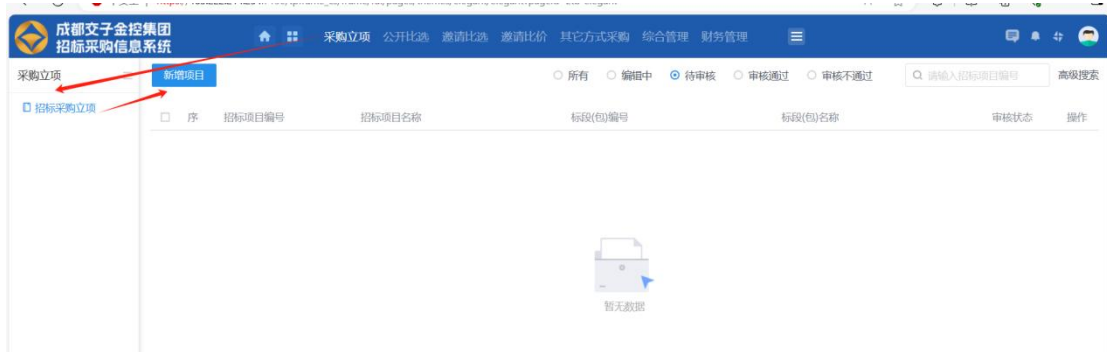 成都交子金控集团
招标采购信息系统
采购立项 公开比选 邀请比选 邀请比价 其它方式采购 综合管理 财务管理
采购立项
新增项目
所有 编辑中 待审核 审核通过 审核不通过
请输入招标项目编号
高级搜索
招标采购立项
序 招标项目编号 招标项目名称 标段(包)编号 标段(包)名称 审核状态 操作
暂无数据